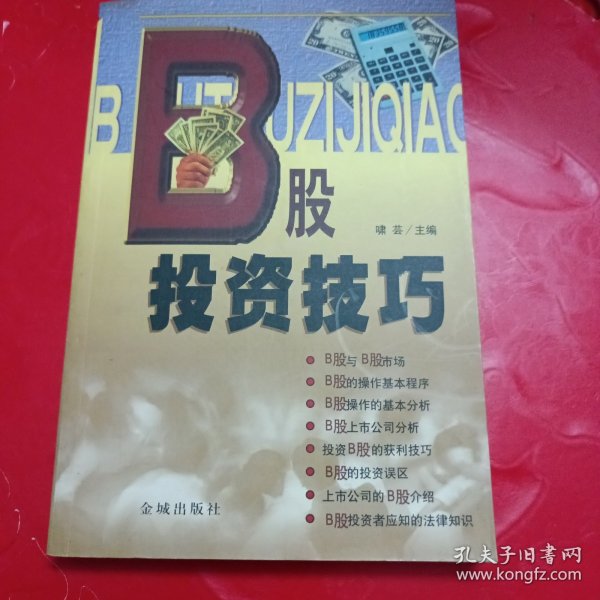 B TOUZIJIQIAO
B
股
啸芸/主编
投资技巧
B股与B股市场
B股的操作基本程序
B股操作的基本分析
B股上市公司分析
投资B股的获利技巧
B股的投资误区
上市公司的B股介绍
B股投资者应知的法律知识
金城出版社
孔夫子旧书网
www.kongfz.com